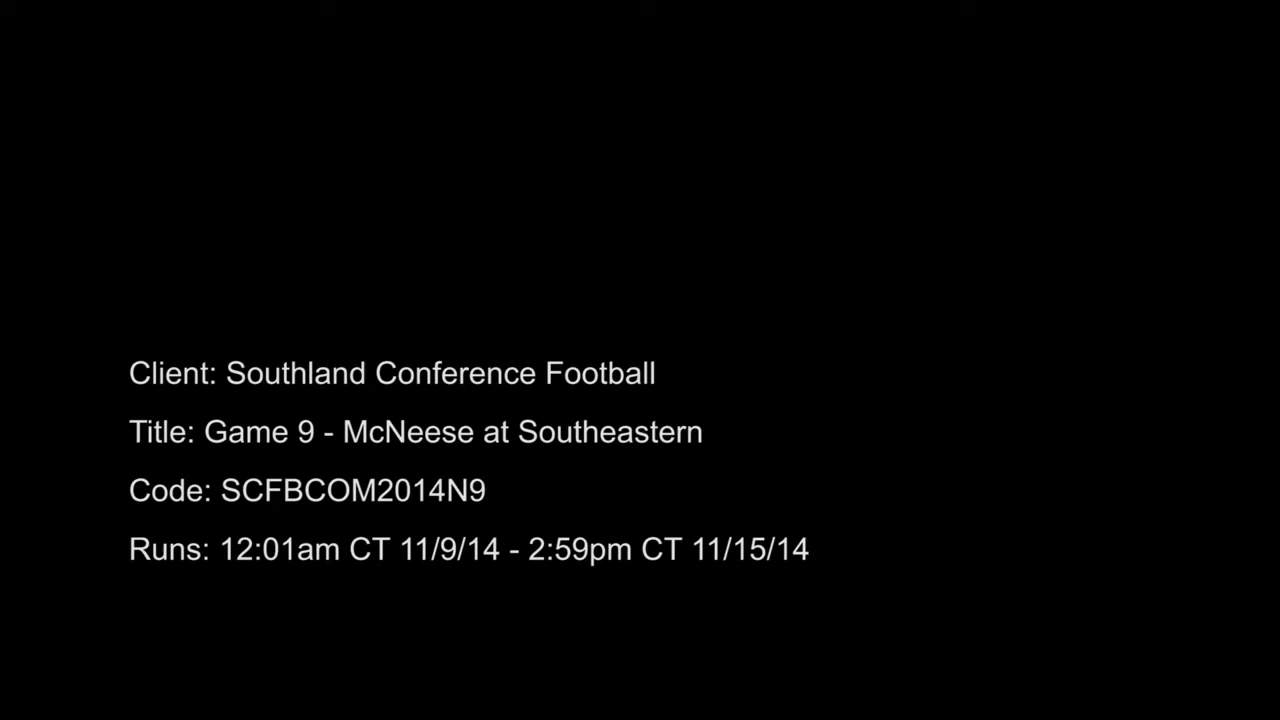 Client: Southland Conference Football
Title: Game 9 - McNeese at Southeastern
Code: SCFBCOM2014N9
Runs: 12:01am CT 11/9/14 - 2:59pm CT 11/15/14